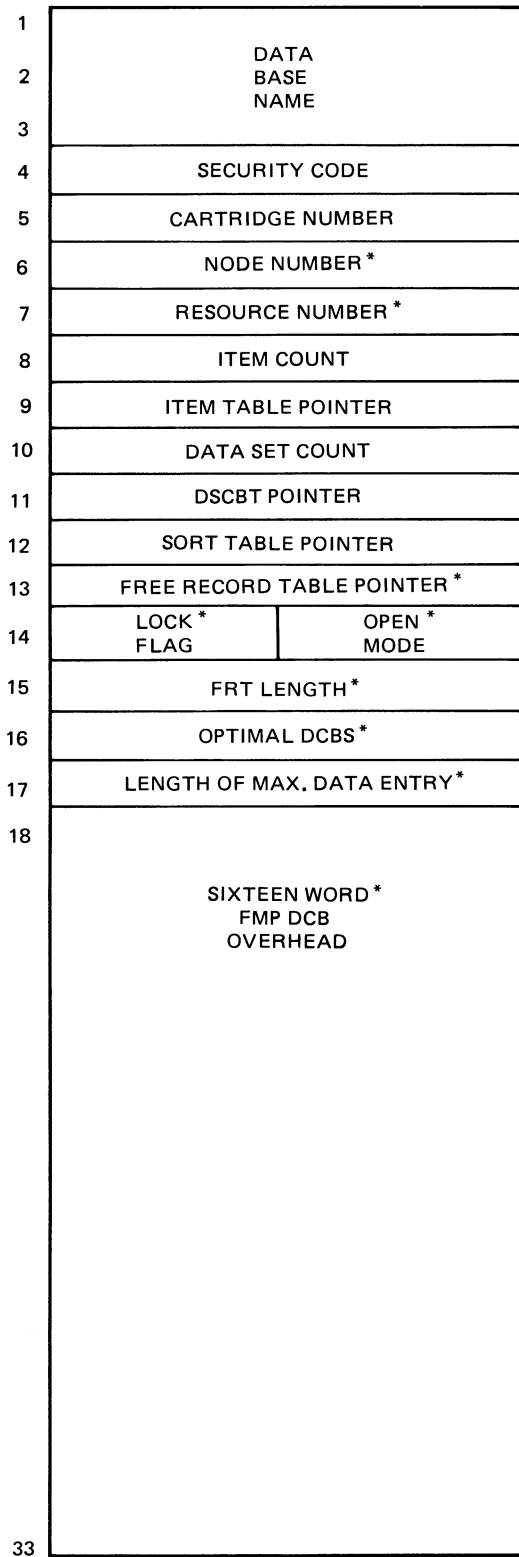 1
DATA
2
BASE
NAME
3
4 SECURITY CODE
5 CARTRIDGE NUMBER
6 NODE NUMBER*
7 RESOURCE NUMBER*
8 ITEM COUNT
9 ITEM TABLE POINTER
10 DATA SET COUNT
11 DSCBT POINTER
12 SORT TABLE POINTER
13 FREE RECORD TABLE POINTER*
14 LOCK* OPEN*
FLAG MODE
15 FRT LENGTH*
16 OPTIMAL DCBS*
17 LENGTH OF MAX. DATA ENTRY*
18
SIXTEEN WORD*
FMP DCB
OVERHEAD
33